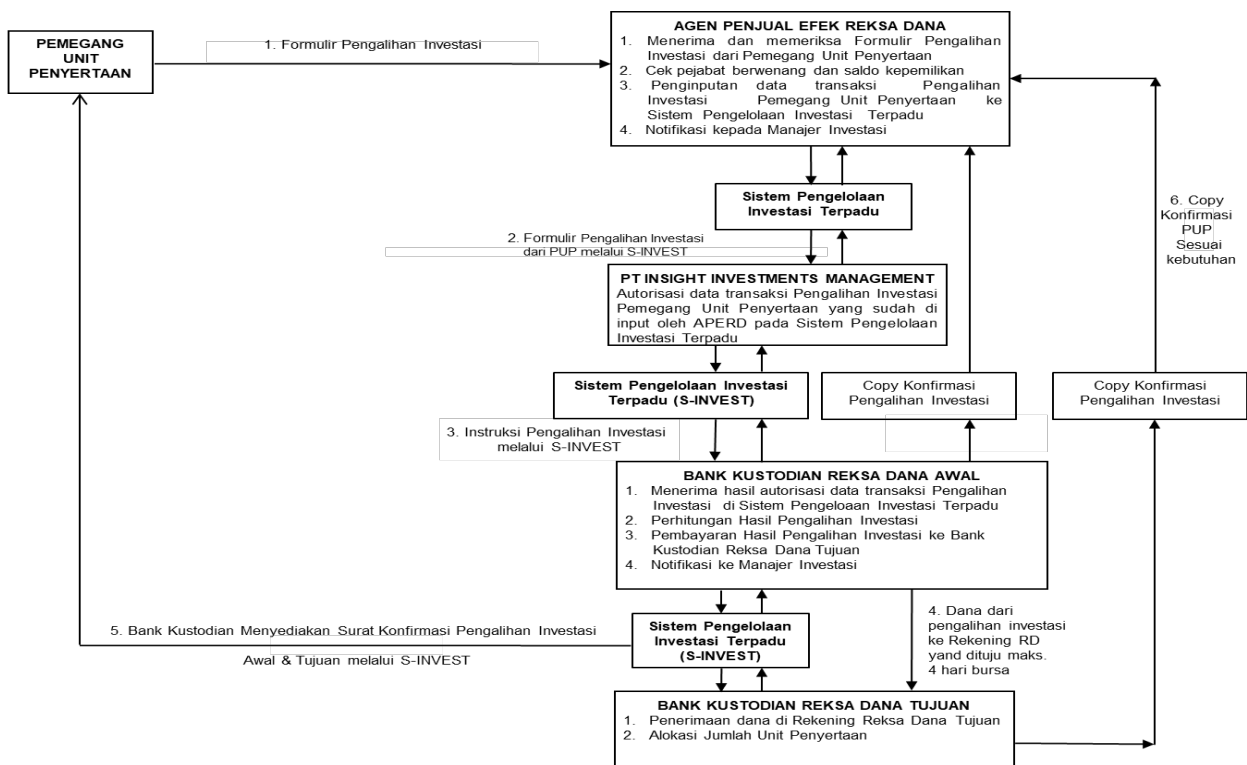 PEMEGANG
UNIT
PENYERTAAN
1. Formulir Pengalihan Investasi
AGEN PENJUAL EFEK REKSA DANA
1. Menerima dan memeriksa Formulir Pengalihan
Investasi dari Pemegang Unit Penyertaan
2. Cek pejabat berwenang dan saldo kepemilikan
3. Penginputan data transaksi Pengalihan
Investasi Pemegang Unit Penyertaan ke
Sistem Pengelolaan Investasi Terpadu
4. Notifikasi kepada Manajer Investasi
Sistem Pengelolaan
Investasi Terpadu
6. Copy
Konfirmasi
PUP
Sesuai
kebutuhan
2. Formulir Pengalihan Investasi
dari PUP melalui S-INVEST
PT INSIGHT INVESTMENTS MANAGEMENT
Autorisasi data transaksi Pengalihan Investasi
Pemegang Unit Penyertaan yang sudah di
input oleh APERD pada Sistem Pengelolaan
Investasi Terpadu
Sistem Pengelolaan Investasi
Terpadu (S-INVEST)
Copy Konfirmasi
Pengalihan Investasi
Copy Konfirmasi
Pengalihan Investasi
3. Instruksi Pengalihan Investasi
melalui S-INVEST
BANK KUSTODIAN REKSA DANA AWAL
1. Menerima hasil autorisasi data transaksi Pengalihan
Investasi di Sistem Pengeloaan Investasi Terpadu
2. Perhitungan Hasil Pengalihan Investasi
3. Pembayaran Hasil Pengalihan Investasi ke Bank
Kustodian Reksa Dana Tujuan
4. Notifikasi ke Manajer Investasi
5. Bank Kustodian Menyediakan Surat Konfirmasi Pengalihan Investasi
Awal & Tujuan melalui S-INVEST
Sistem Pengelolaan
Investasi Terpadu
(S-INVEST)
4. Dana dari
pengalihan investasi
ke Rekening RD
yand dituju maks.
4 hari bursa
BANK KUSTODIAN REKSA DANA TUJUAN
1. Penerimaan dana di Rekening Reksa Dana Tujuan
2. Alokasi Jumlah Unit Penyertaan